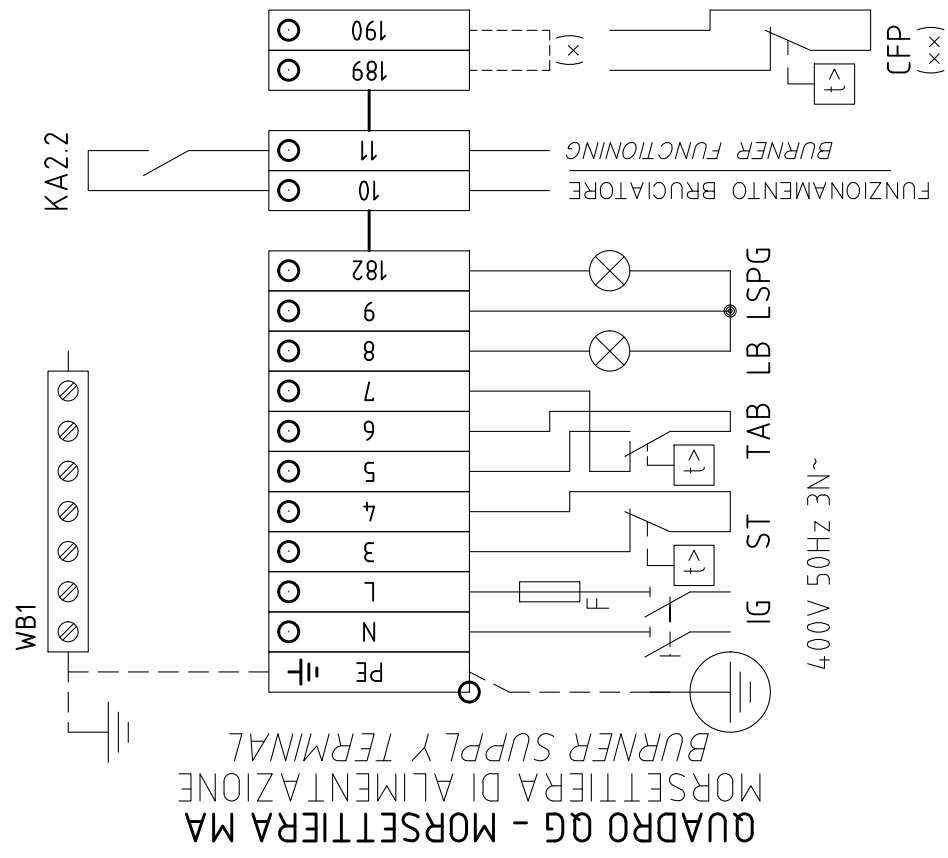 QUADRO QG - MORSETTIERA MA
MORSETTIERA DI ALIMENTAZIONE
BURNER SUPPLY TERMINAL
PE
N
L
3
4
5
6
7
8
9
182
10
11
189
190
WB1
KA2.2
F
IG
t>
ST
t>
TAB
LB
LSPG
400V 50Hz 3N~
FUNZIONAMENTO BRUCIATORE
BURNER FUNCTIONING
(x)
t>
CFP
(xx)